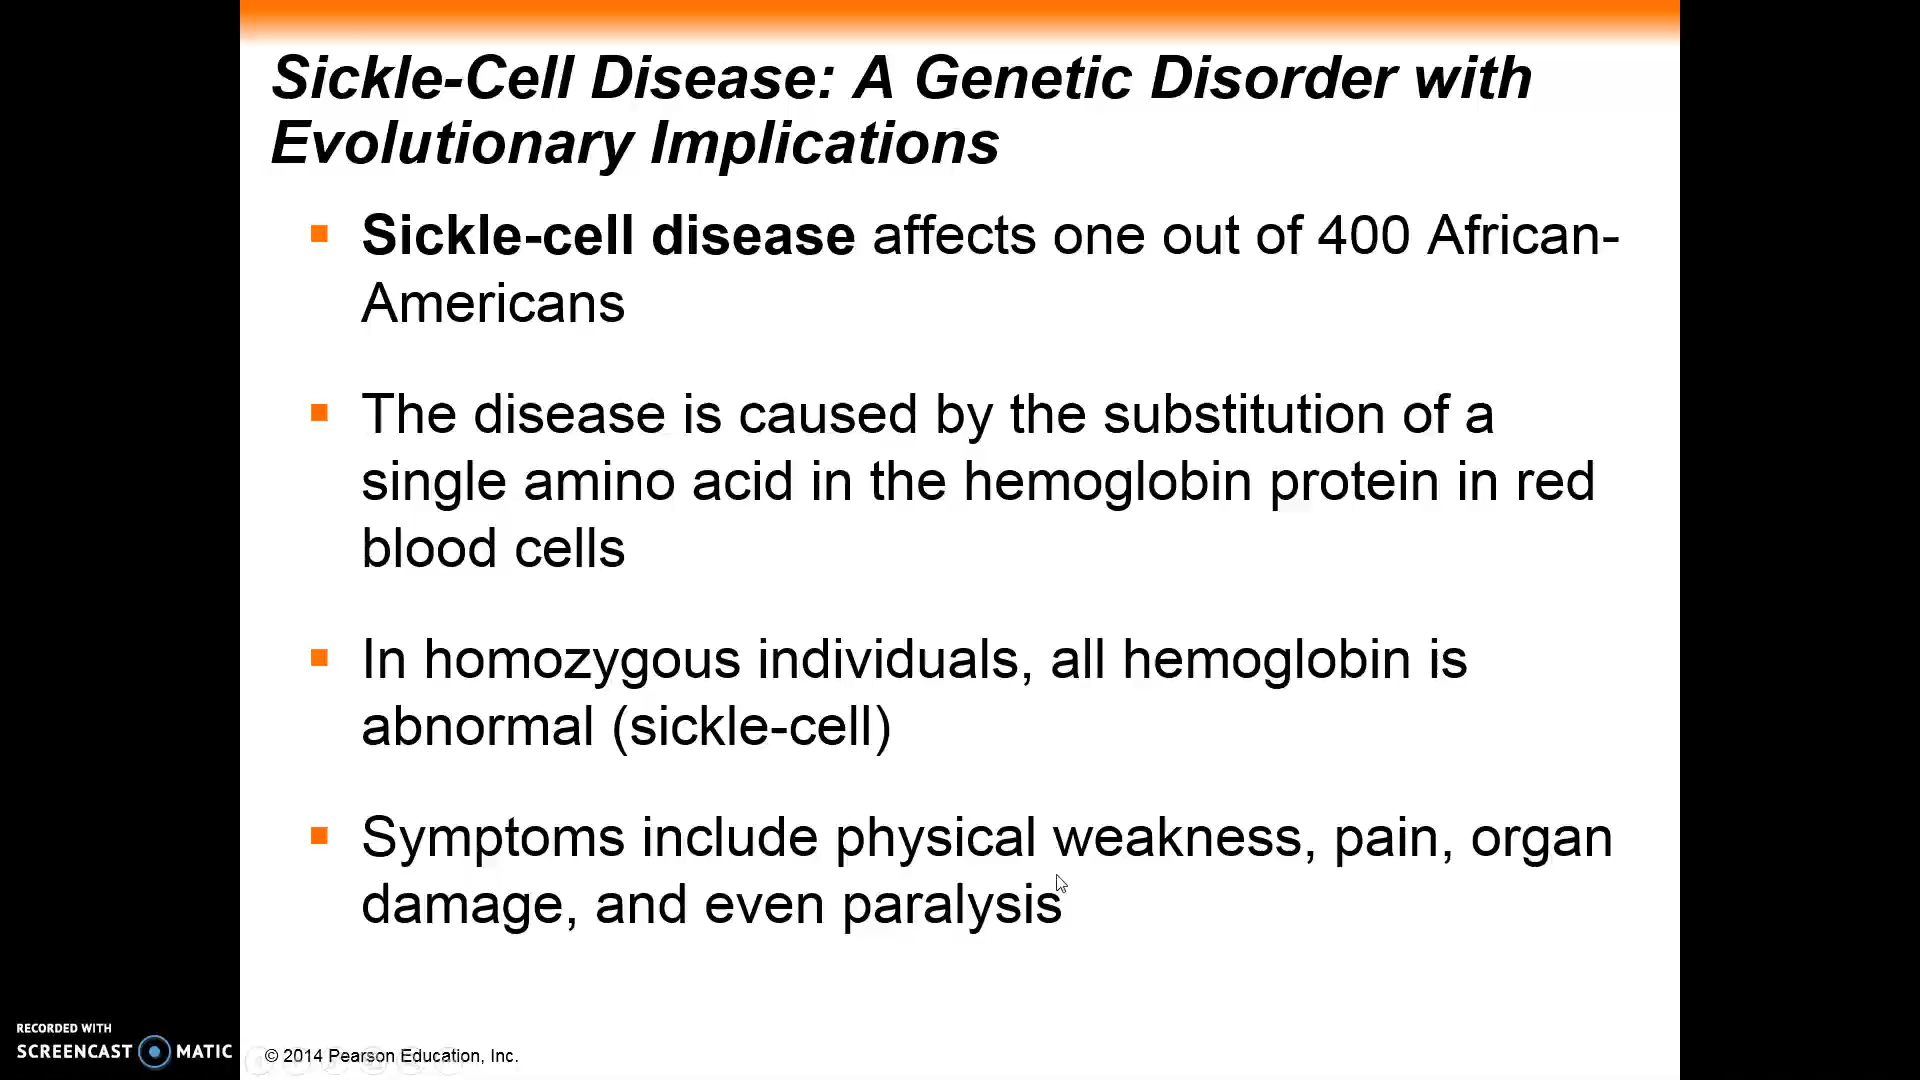 Sickle-Cell Disease: A Genetic Disorder with
Evolutionary Implications
Sickle-cell disease affects one out of 400 African-
Americans
The disease is caused by the substitution of a
single amino acid in the hemoglobin protein in red
blood cells
In homozygous individuals, all hemoglobin is
abnormal (sickle-cell)
Symptoms include physical weakness, pain, organ
damage, and even paralysis
RECORDED WITH
SCREENCAST MATIC
© 2014 Pearson Education, Inc.